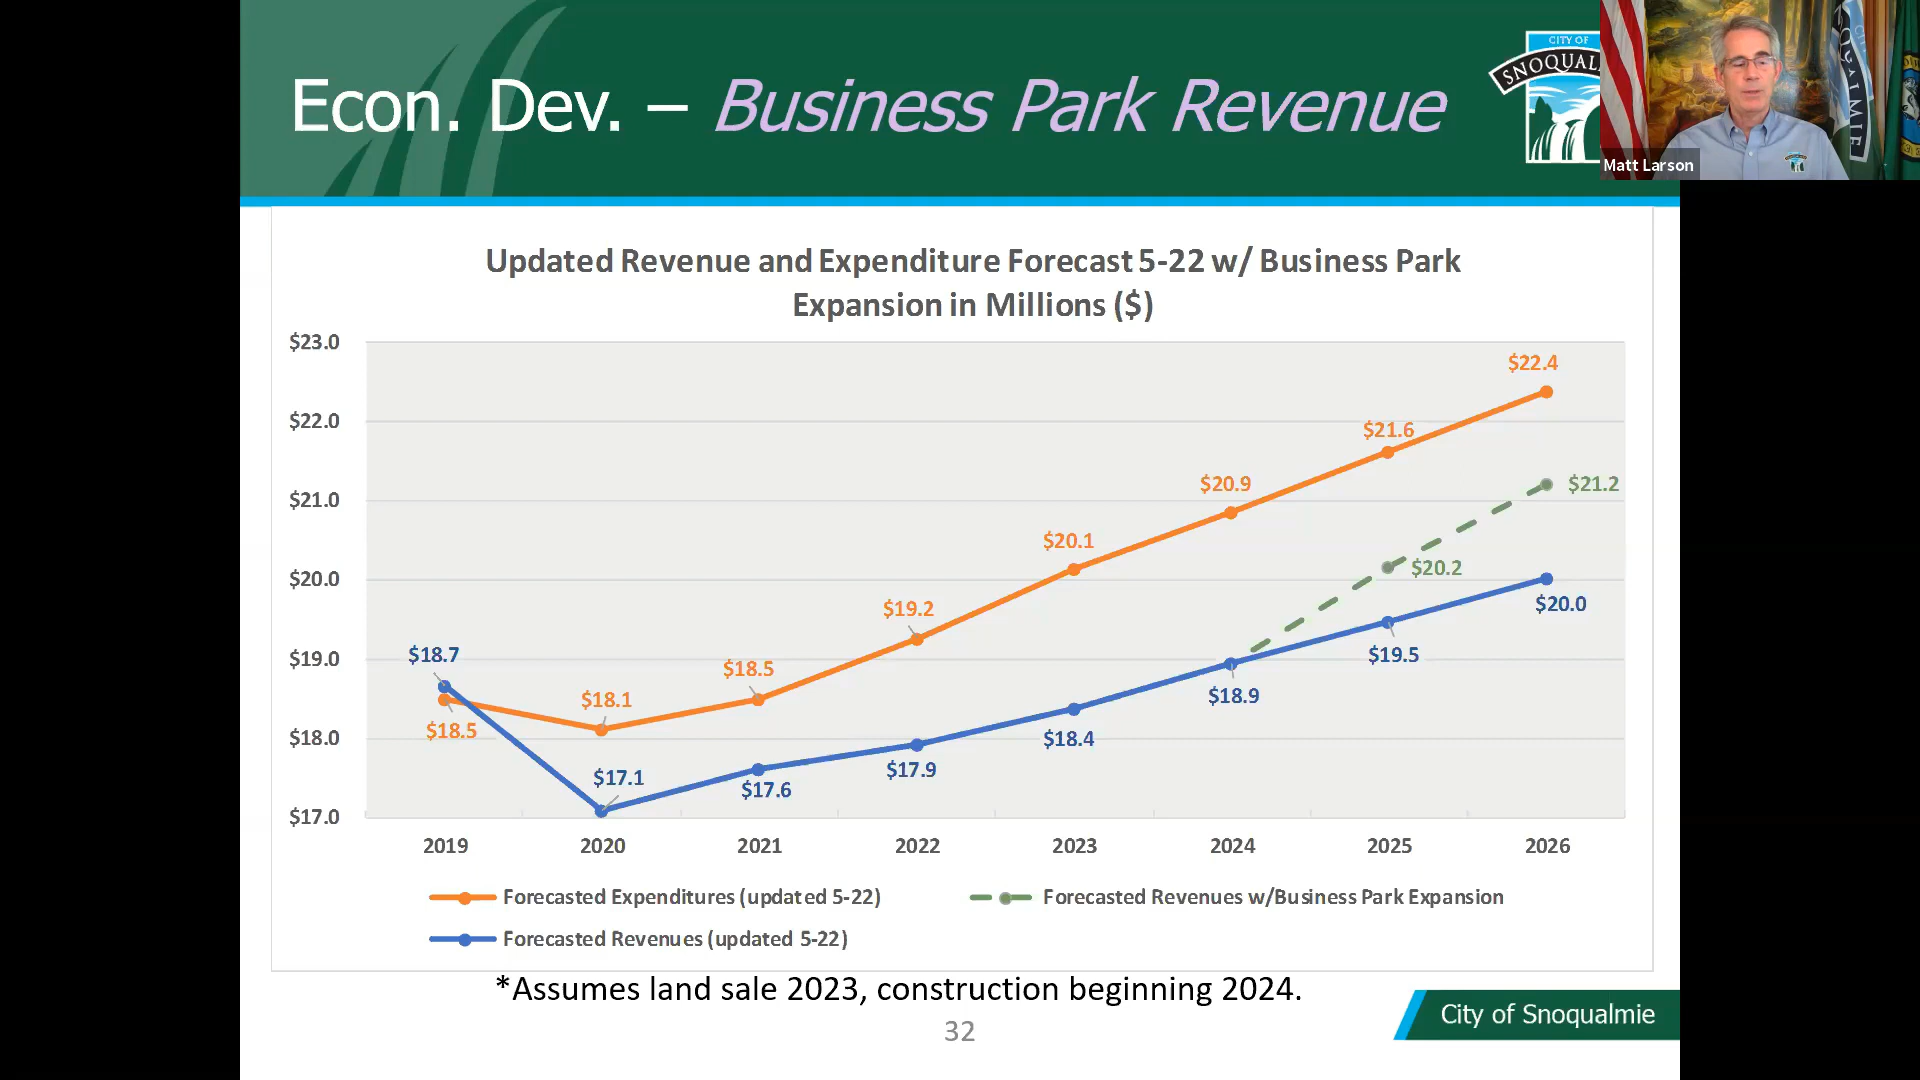 Econ. Dev. – Business Park Revenue
CITY OF
Matt Larson
Updated Revenue and Expenditure Forecast 5-22 w/ Business Park
Expansion in Millions ($)
$23.0
$22.0
$21.0
$20.0
$19.0
$18.0
$17.0
$22.4
$21.6
$20.9
$21.2
$20.1
$20.2
$19.2
$20.0
$18.7
$18.5
$19.5
$18.1
$18.9
$18.5
$18.4
$17.1
$17.6
$17.9
2019 2020 2021 2022 2023 2024 2025 2026
Forecasted Expenditures (updated 5-22) Forecasted Revenues w/Business Park Expansion
Forecasted Revenues (updated 5-22)
*Assumes land sale 2023, construction beginning 2024.
City of Snoqualmie
32